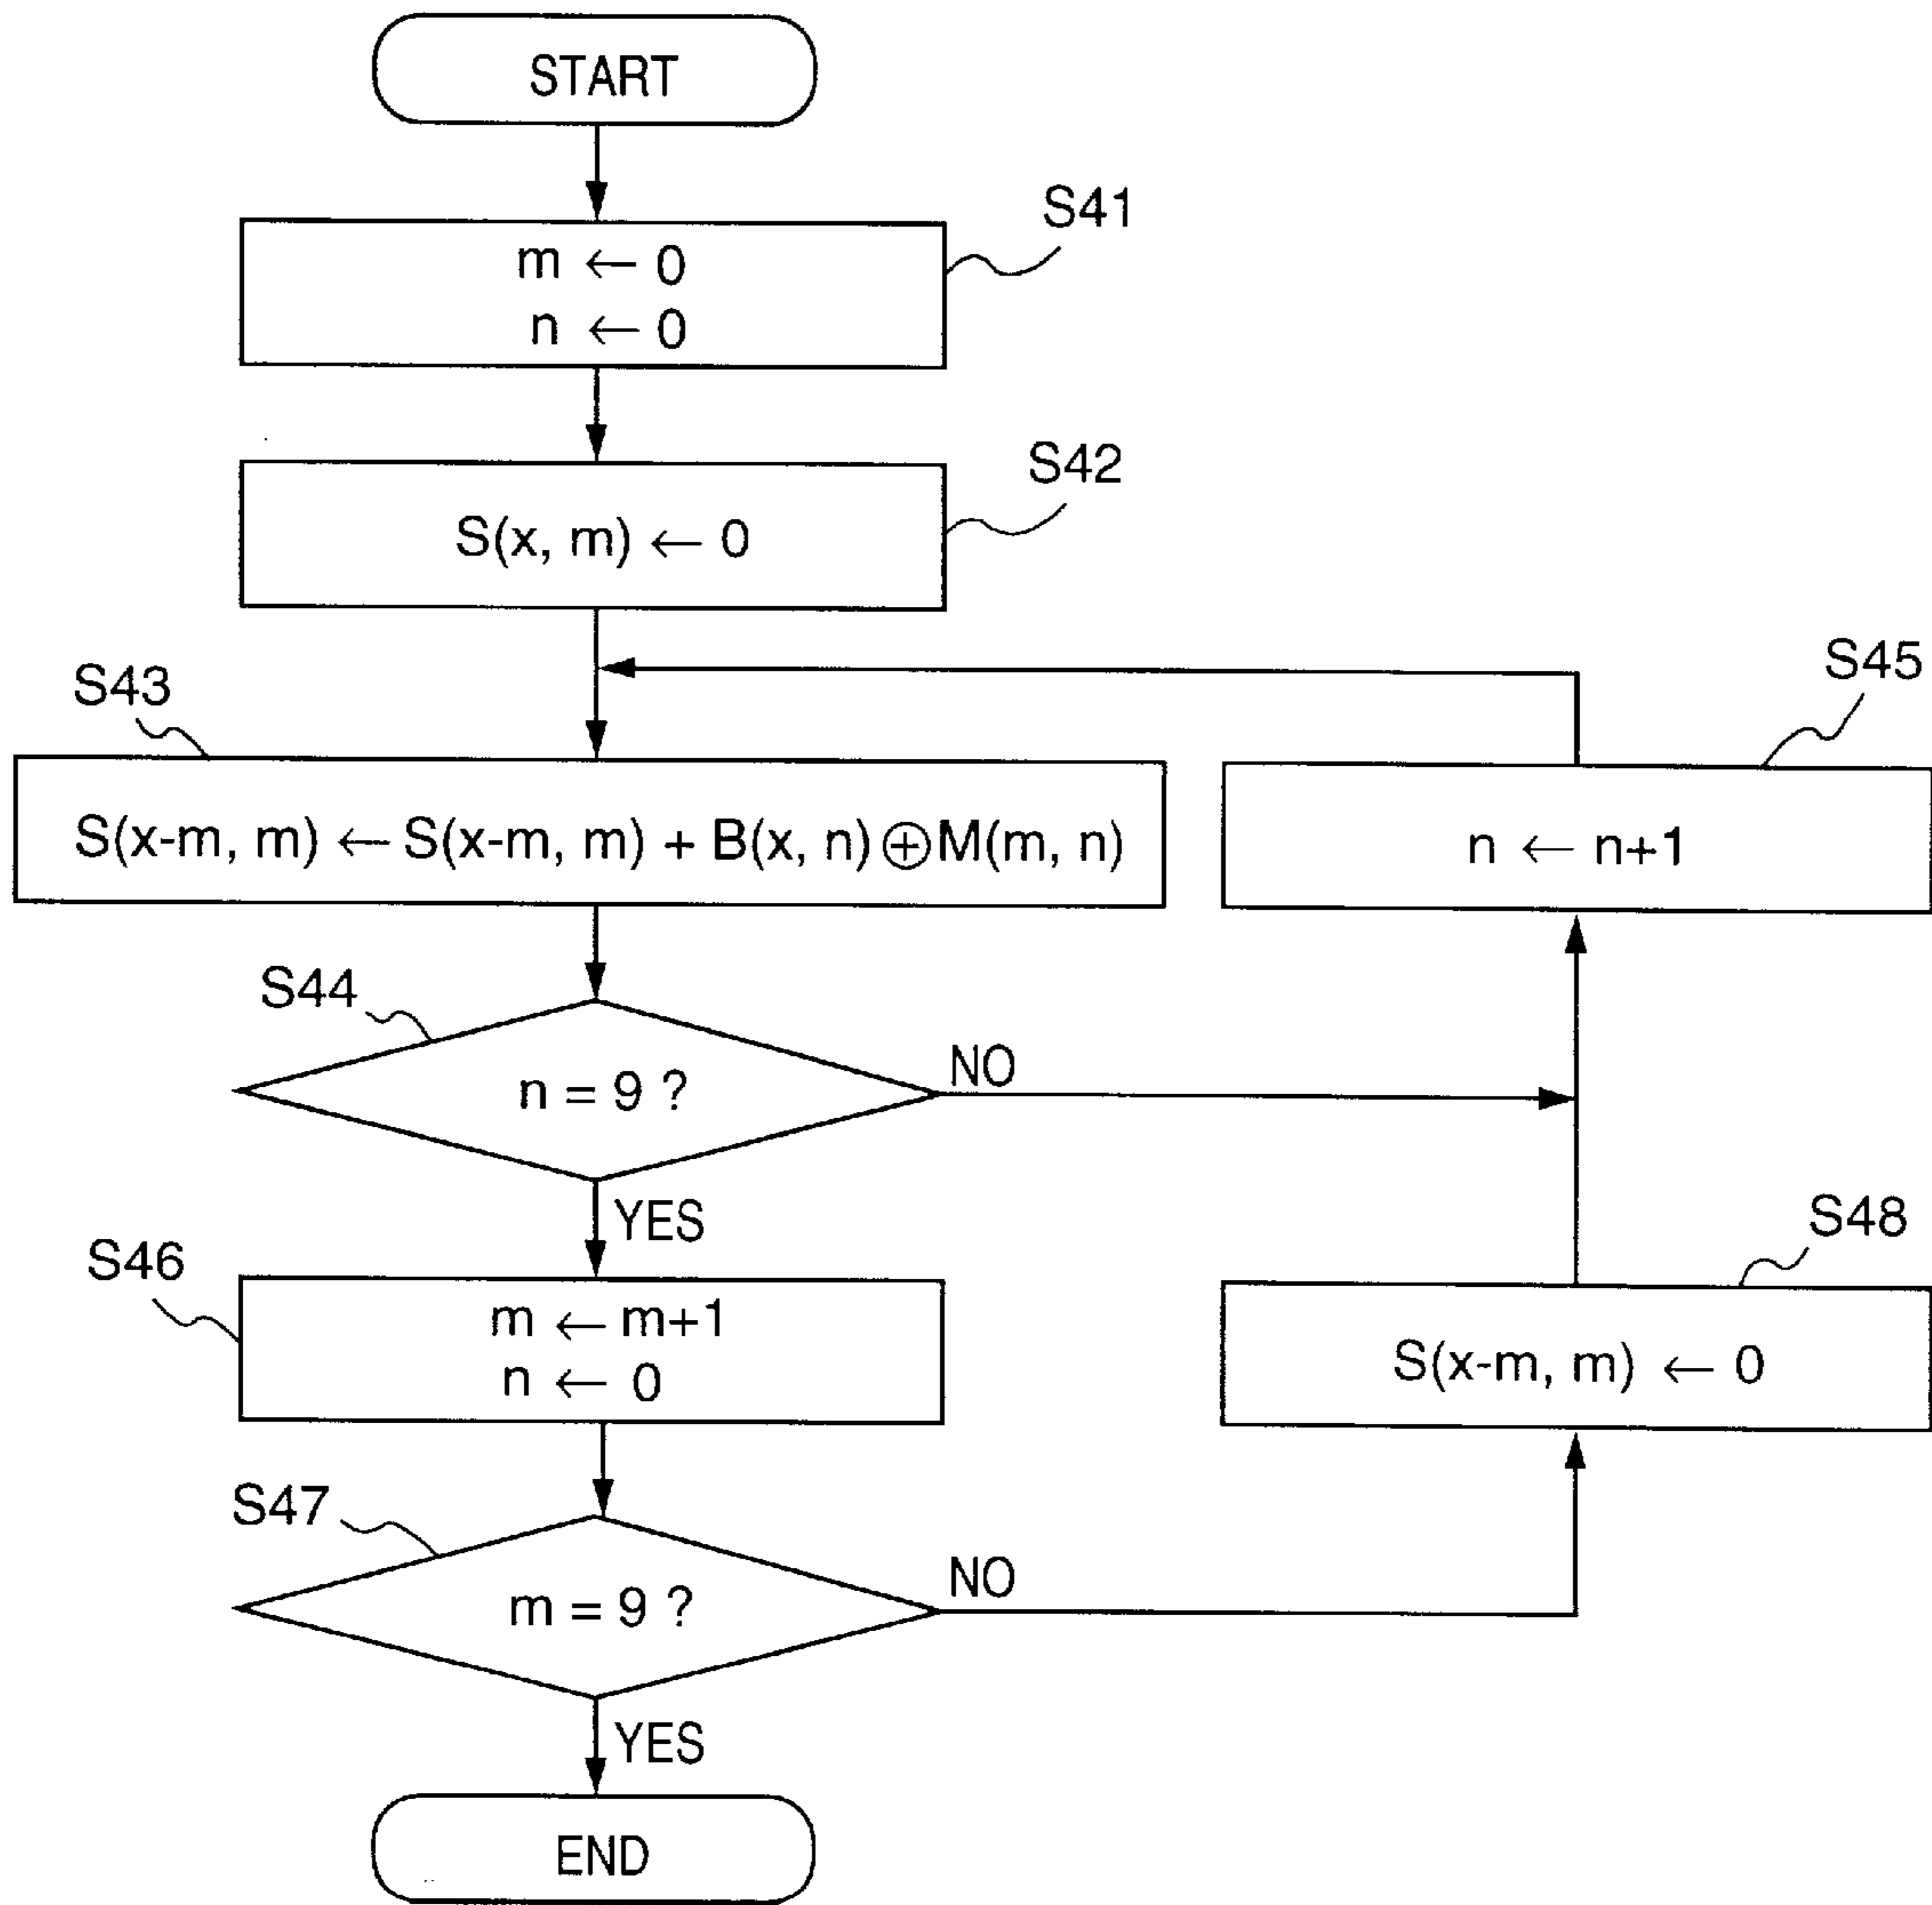 START
S41
m ← 0
n ← 0
S42
S(x, m) ← 0
S43
S45
S(x-m, m) ← S(x-m, m) + B(x, n) ⊕ M(m, n)
n ← n+1
S44
n = 9 ?
NO
YES
S46
S48
m ← m+1
n ← 0
S(x-m, m) ← 0
S47
m = 9 ?
NO
YES
END